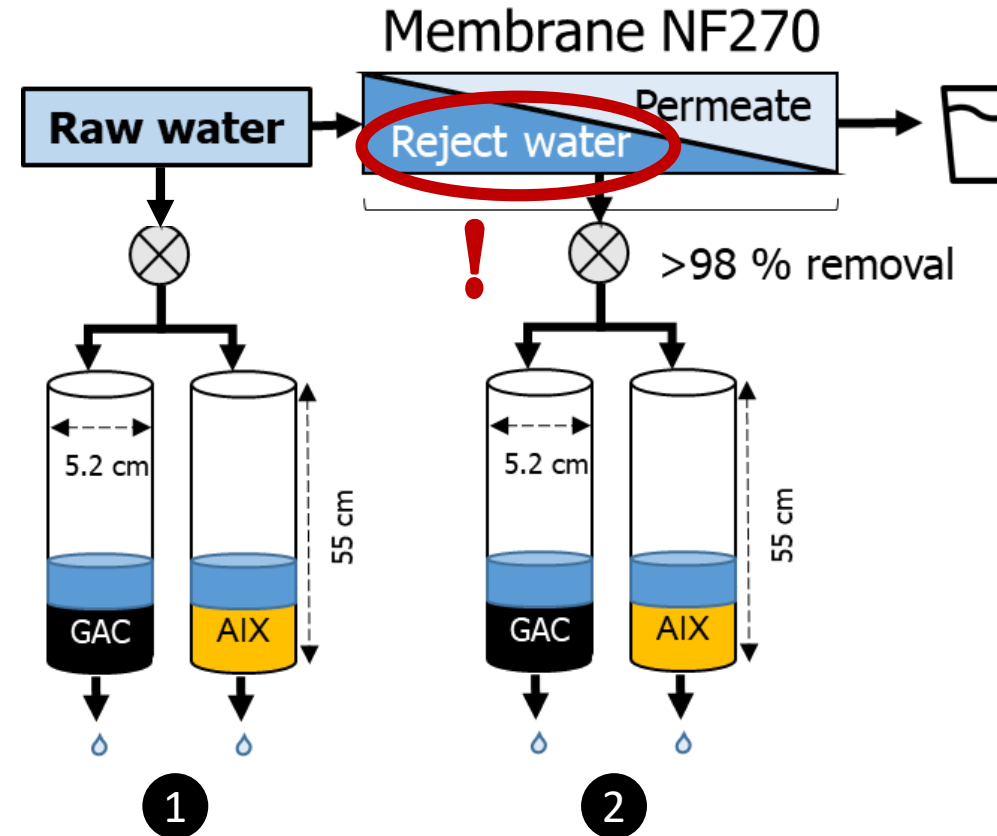 Membrane NF270
Raw water
Permeate
Reject water
!
>98 % removal
5.2 cm
55 cm
GAC
AIX
5.2 cm
55 cm
GAC
AIX
1
2